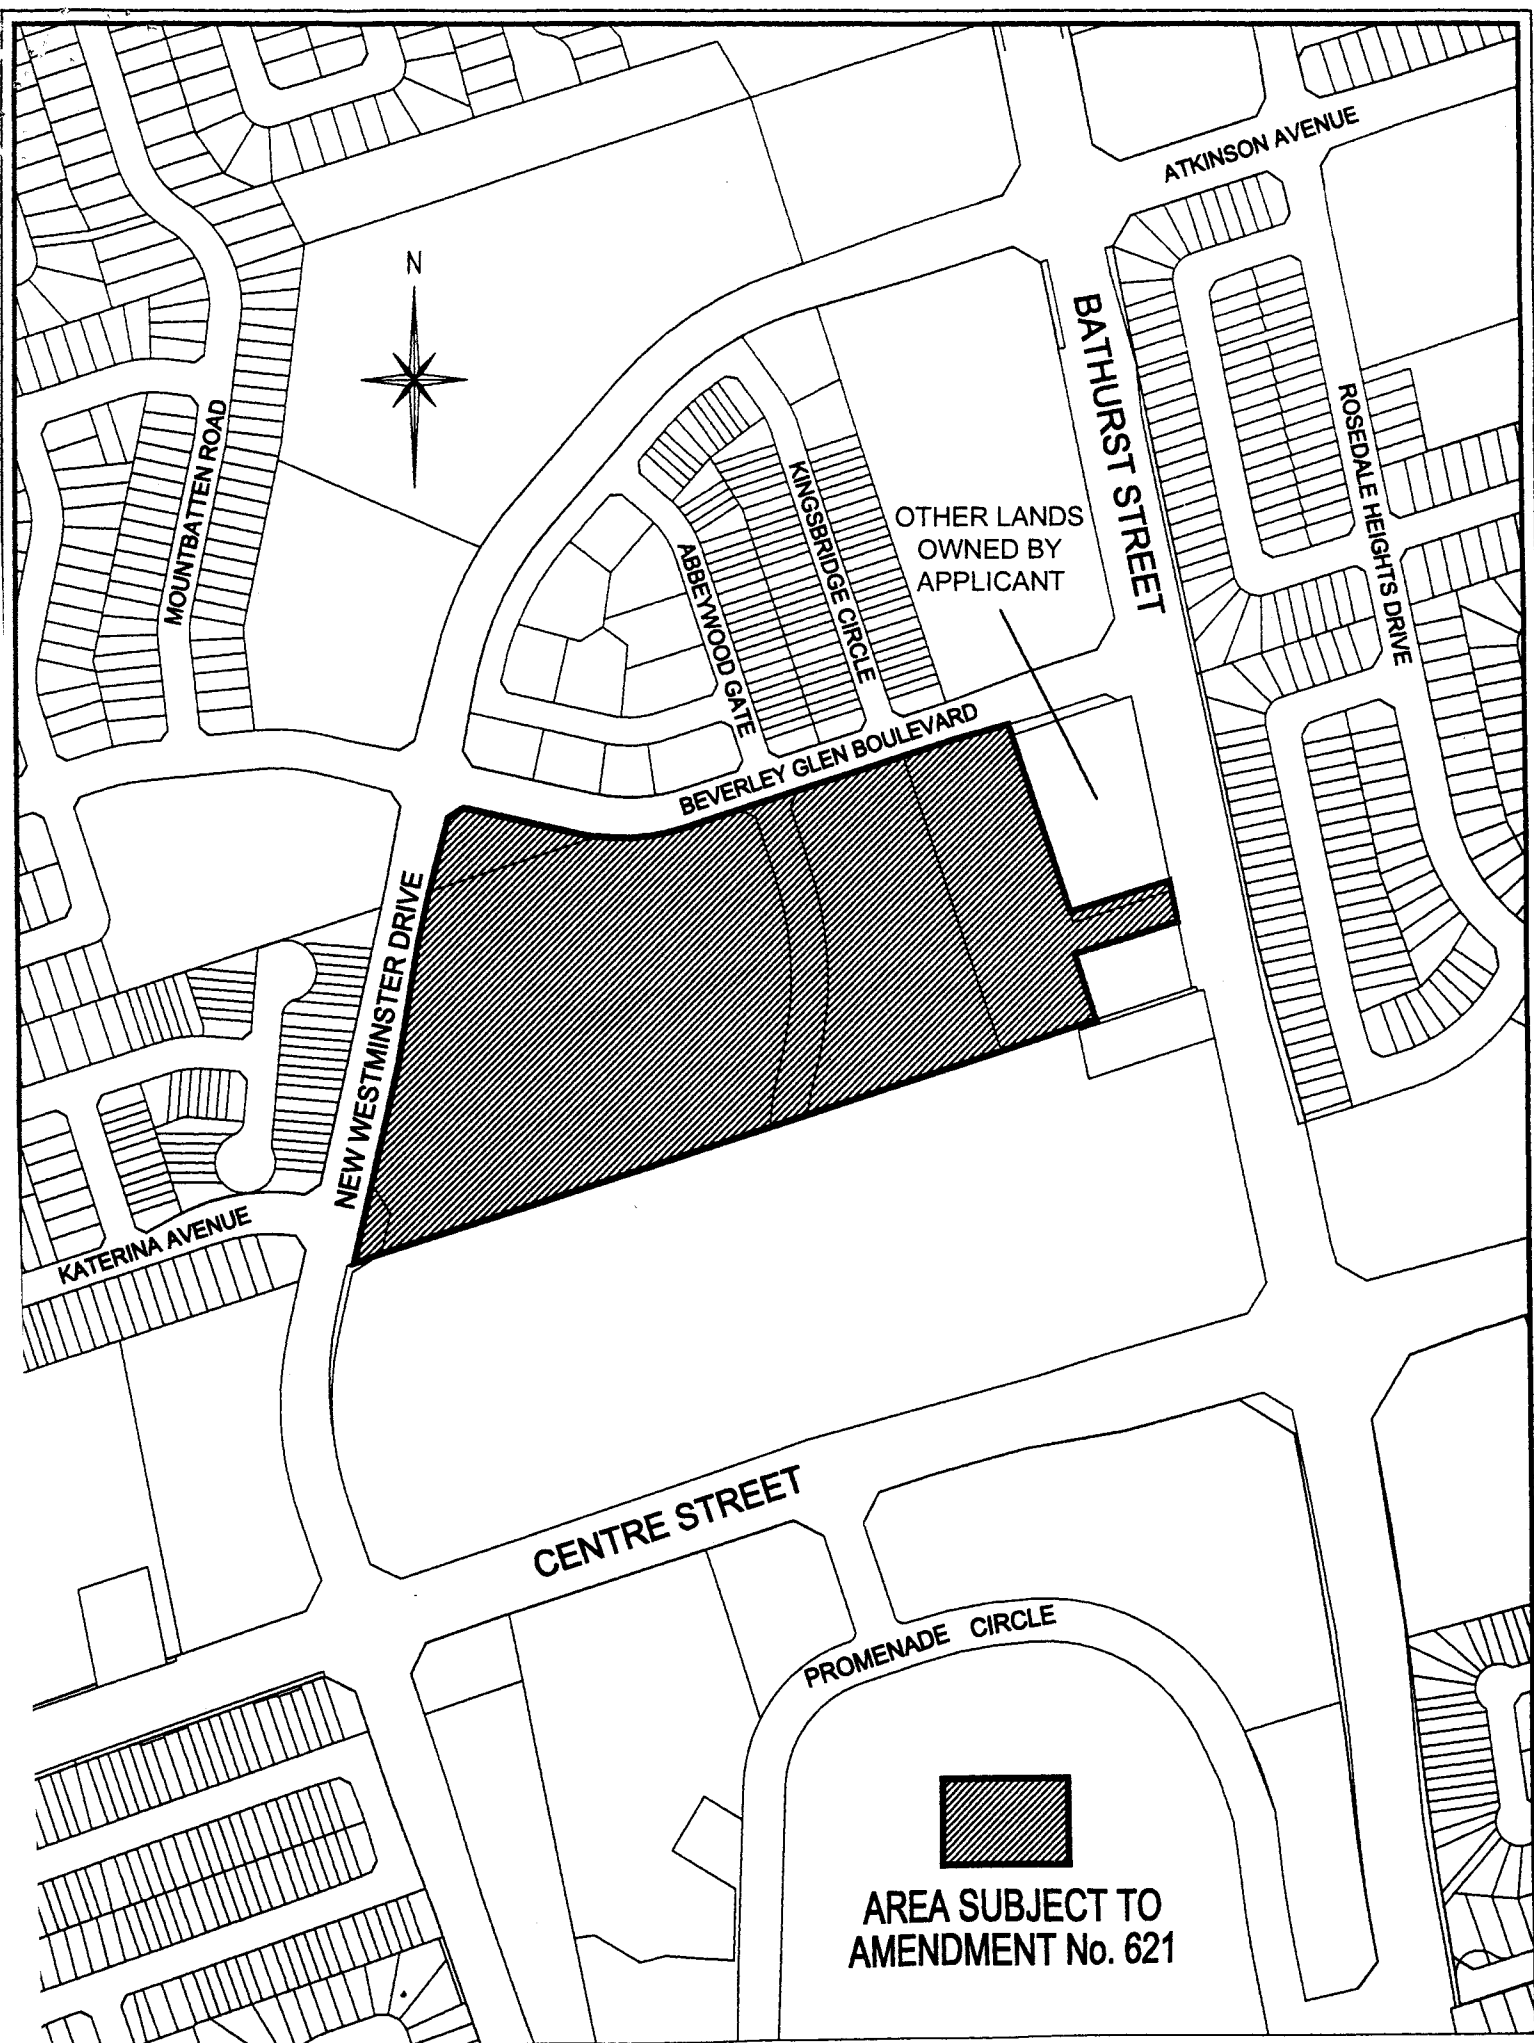 ATKINSON AVENUE
N
BATHURST STREET
MOUNTBATTEN ROAD
ROSEDALE HEIGHTS DRIVE
KINGSBRIDGE CIRCLE
OTHER LANDS
OWNED BY
APPLICANT
ABBEYWOOD GATE
BEVERLEY GLEN BOULEVARD
NEW WESTMINSTER DRIVE
KATERINA AVENUE
CENTRE STREET
PROMENADE CIRCLE
AREA SUBJECT TO
AMENDMENT No. 621